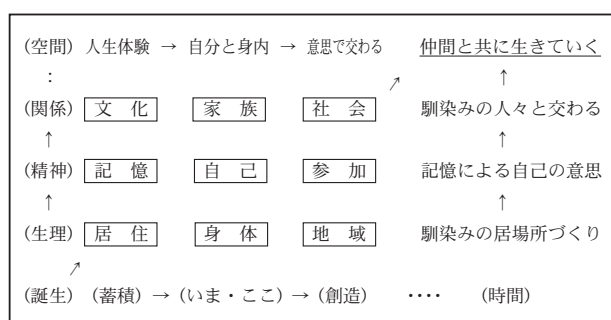 (空間) 人生体験 → 自分と身内 → 意思で交わる 仲間と共に生きていく
: ↗ ↑
(関係) 文化 家族 社会 馴染みの人々と交わる
↑ ↑
(精神) 記憶 自己 参加 記憶による自己の意思
↑ ↑
(生理) 居住 身体 地域 馴染みの居場所づくり
↗
(誕生) (蓄積) → (いま・ここ) → (創造) ‥‥ (時間)